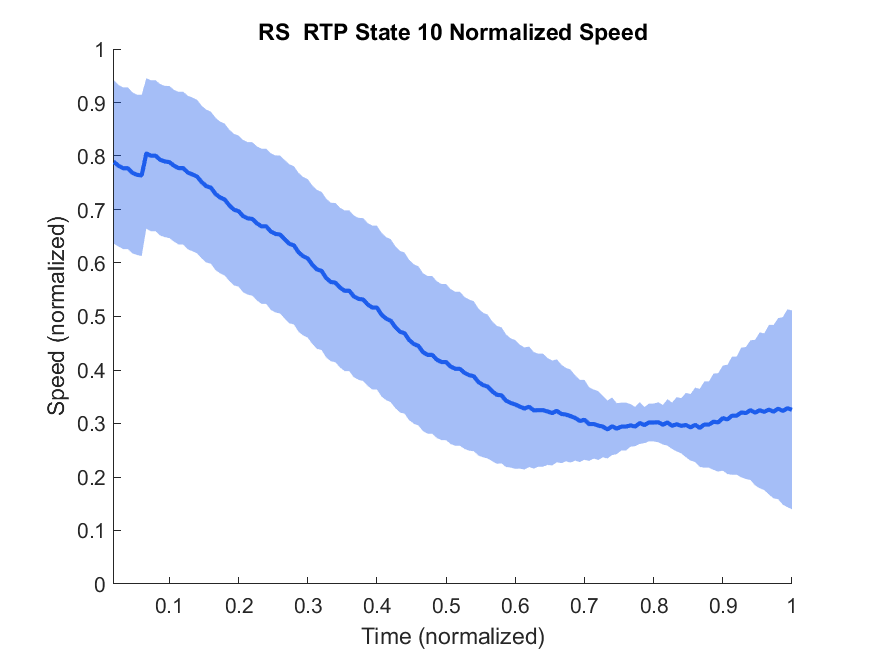 RS  RTP State 10 Normalized Speed
1
0.9
0.8
0.7
0.6
0.5
0.4
0.3
0.2
0.1
0
Speed (normalized)
0.1 0.2 0.3 0.4 0.5 0.6 0.7 0.8 0.9 1
Time (normalized)